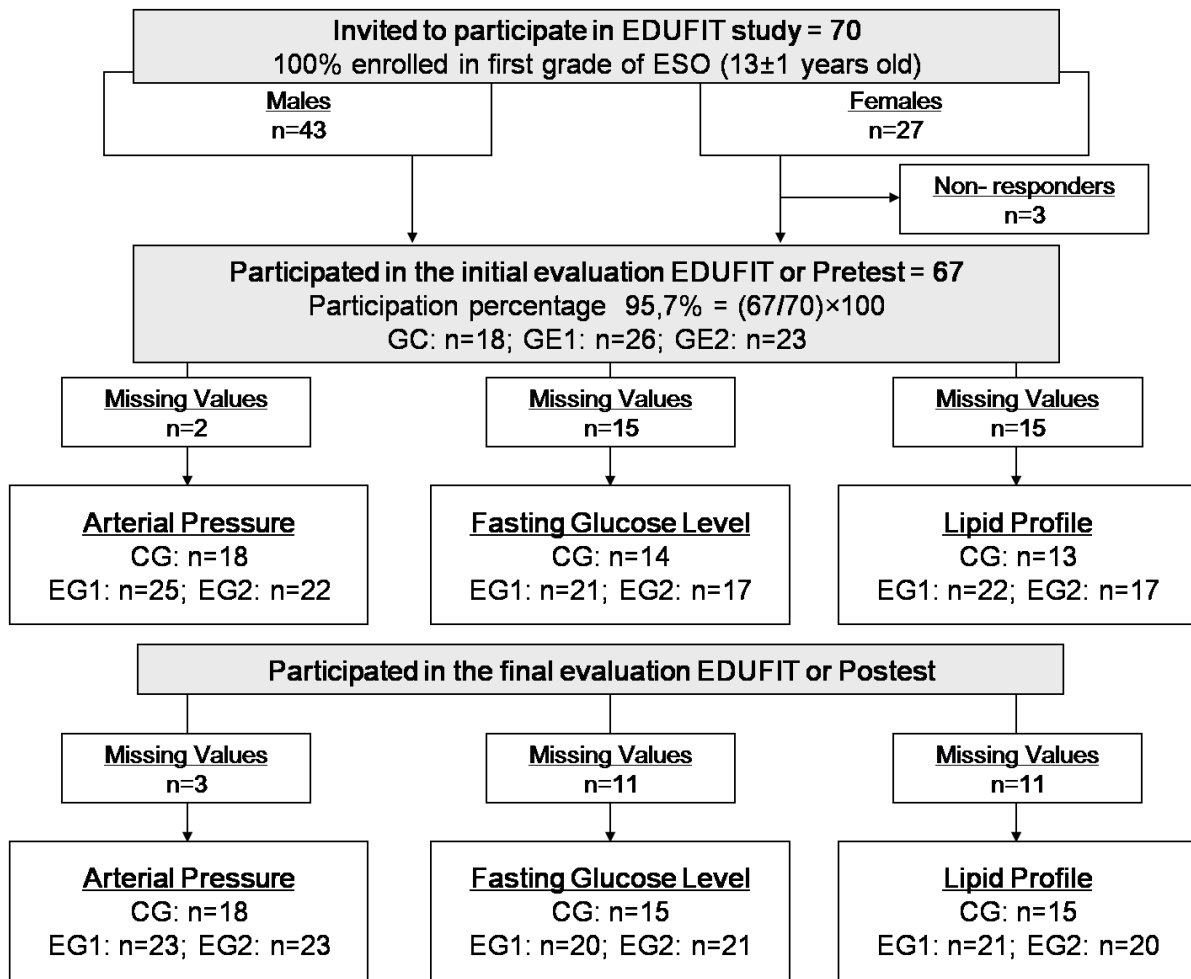 Invited to participate in EDUFIT study = 70
100% enrolled in first grade of ESO (13±1 years old)
Males
n=43
Females
n=27
Non- responders
n=3
Participated in the initial evaluation EDUFIT or Pretest = 67
Participation percentage 95,7% = (67/70)×100
GC: n=18; GE1: n=26; GE2: n=23
Missing Values
n=2
Missing Values
n=15
Missing Values
n=15
Arterial Pressure
CG: n=18
EG1: n=25; EG2: n=22
Fasting Glucose Level
CG: n=14
EG1: n=21; EG2: n=17
Lipid Profile
CG: n=13
EG1: n=22; EG2: n=17
Participated in the final evaluation EDUFIT or Postest
Missing Values
n=3
Missing Values
n=11
Missing Values
n=11
Arterial Pressure
CG: n=18
EG1: n=23; EG2: n=23
Fasting Glucose Level
CG: n=15
EG1: n=20; EG2: n=21
Lipid Profile
CG: n=15
EG1: n=21; EG2: n=20